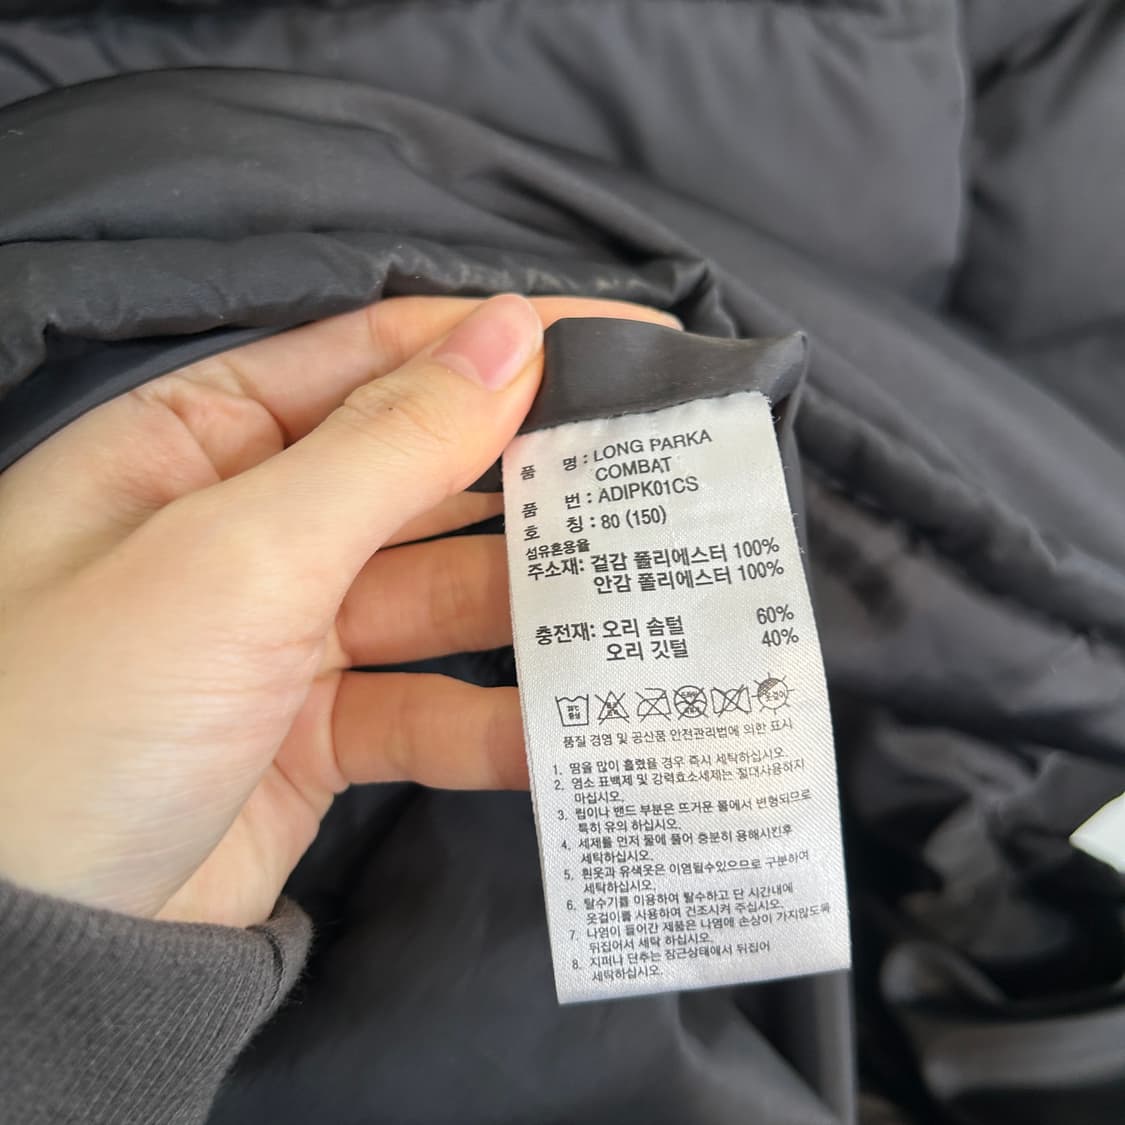 품 명 : LONG PARKA
COMBAT
품 번 : ADIPK01CS
호 칭 : 80 (150)
섬유혼용율
주소재: 겉감 폴리에스터 100%
안감 폴리에스터 100%
충전재: 오리 솜털 60%
오리 깃털 40%
품질 경영 및 공산품 안전관리법에 의한 표시
1. 땀을 많이 흘렸을 경우 즉시 세탁하십시오.
2. 염소 표백제 및 강력효소세제는 절대사용하지
마십시오.
3. 립이나 밴드 부분은 뜨거운 물에서 변형되므로
특히 유의 하십시오.
4. 세제를 먼저 물에 풀어 충분히 용해시킨후
세탁하십시오.
5. 흰옷과 유색옷은 이염될수있으므로 구분하여
세탁하십시오.
6. 탈수기를 이용하여 탈수하고 단 시간내에
옷걸이를 사용하여 건조시켜 주십시오.
7. 나염이 들어간 제품은 나염에 손상이 가지않도록
뒤집어서 세탁 하십시오.
8. 지퍼나 단추는 잠근상태에서 뒤집어
세탁하십시오.